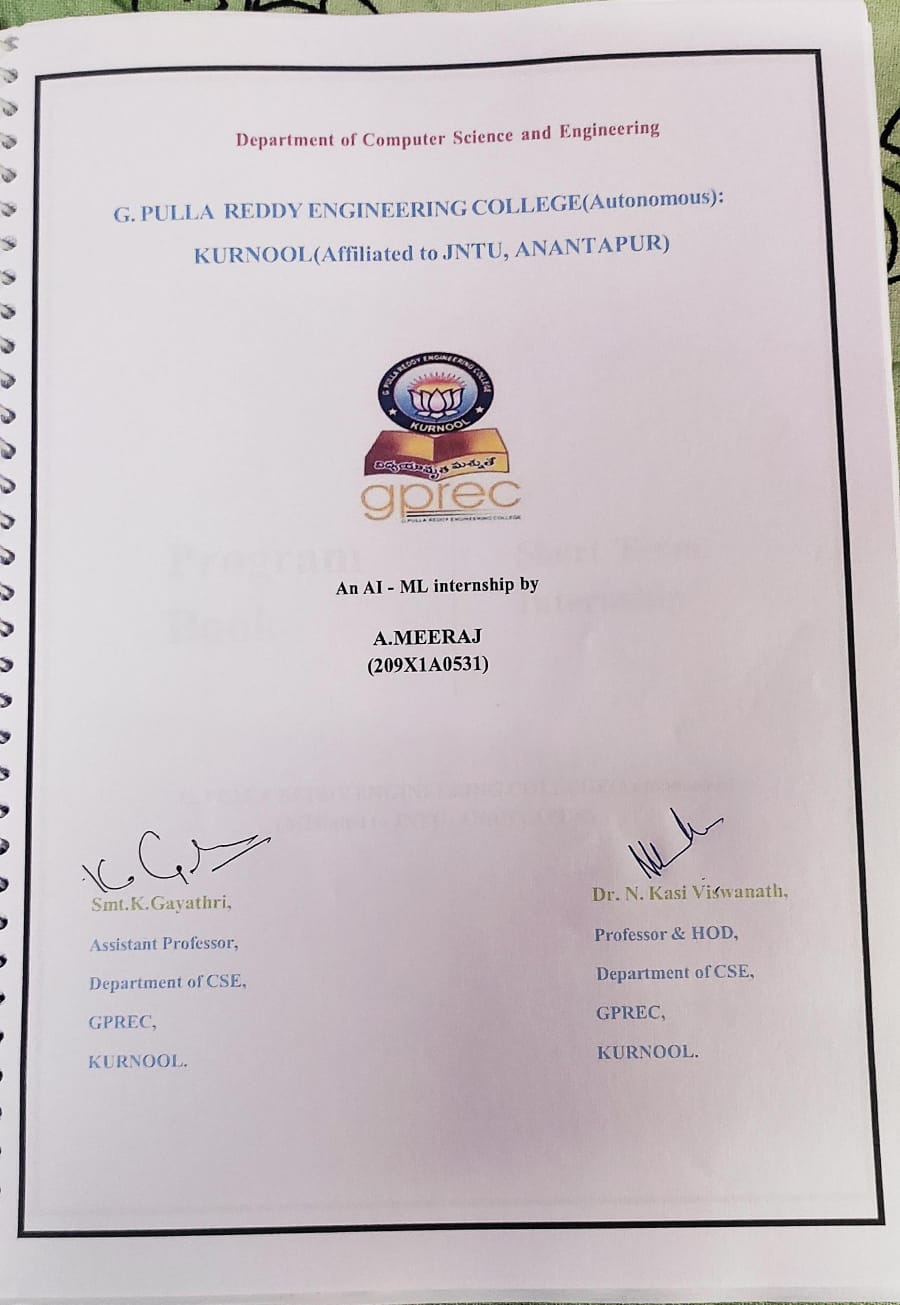 Department of Computer Science and Engineering
G. PULLA REDDY ENGINEERING COLLEGE(Autonomous):
KURNOOL(Affiliated to JNTU, ANANTAPUR)
G PULLA REDDY ENGINEERING COLLEGE
KURNOOL
gprec
G.PULLA REDDY ENGINEERING COLLEGE
An AI - ML internship by
A.MEERAJ
(209X1A0531)
Smt.K.Gayathri,
Assistant Professor,
Department of CSE,
GPREC,
KURNOOL.
Dr. N. Kasi Viswanath,
Professor & HOD,
Department of CSE,
GPREC,
KURNOOL.